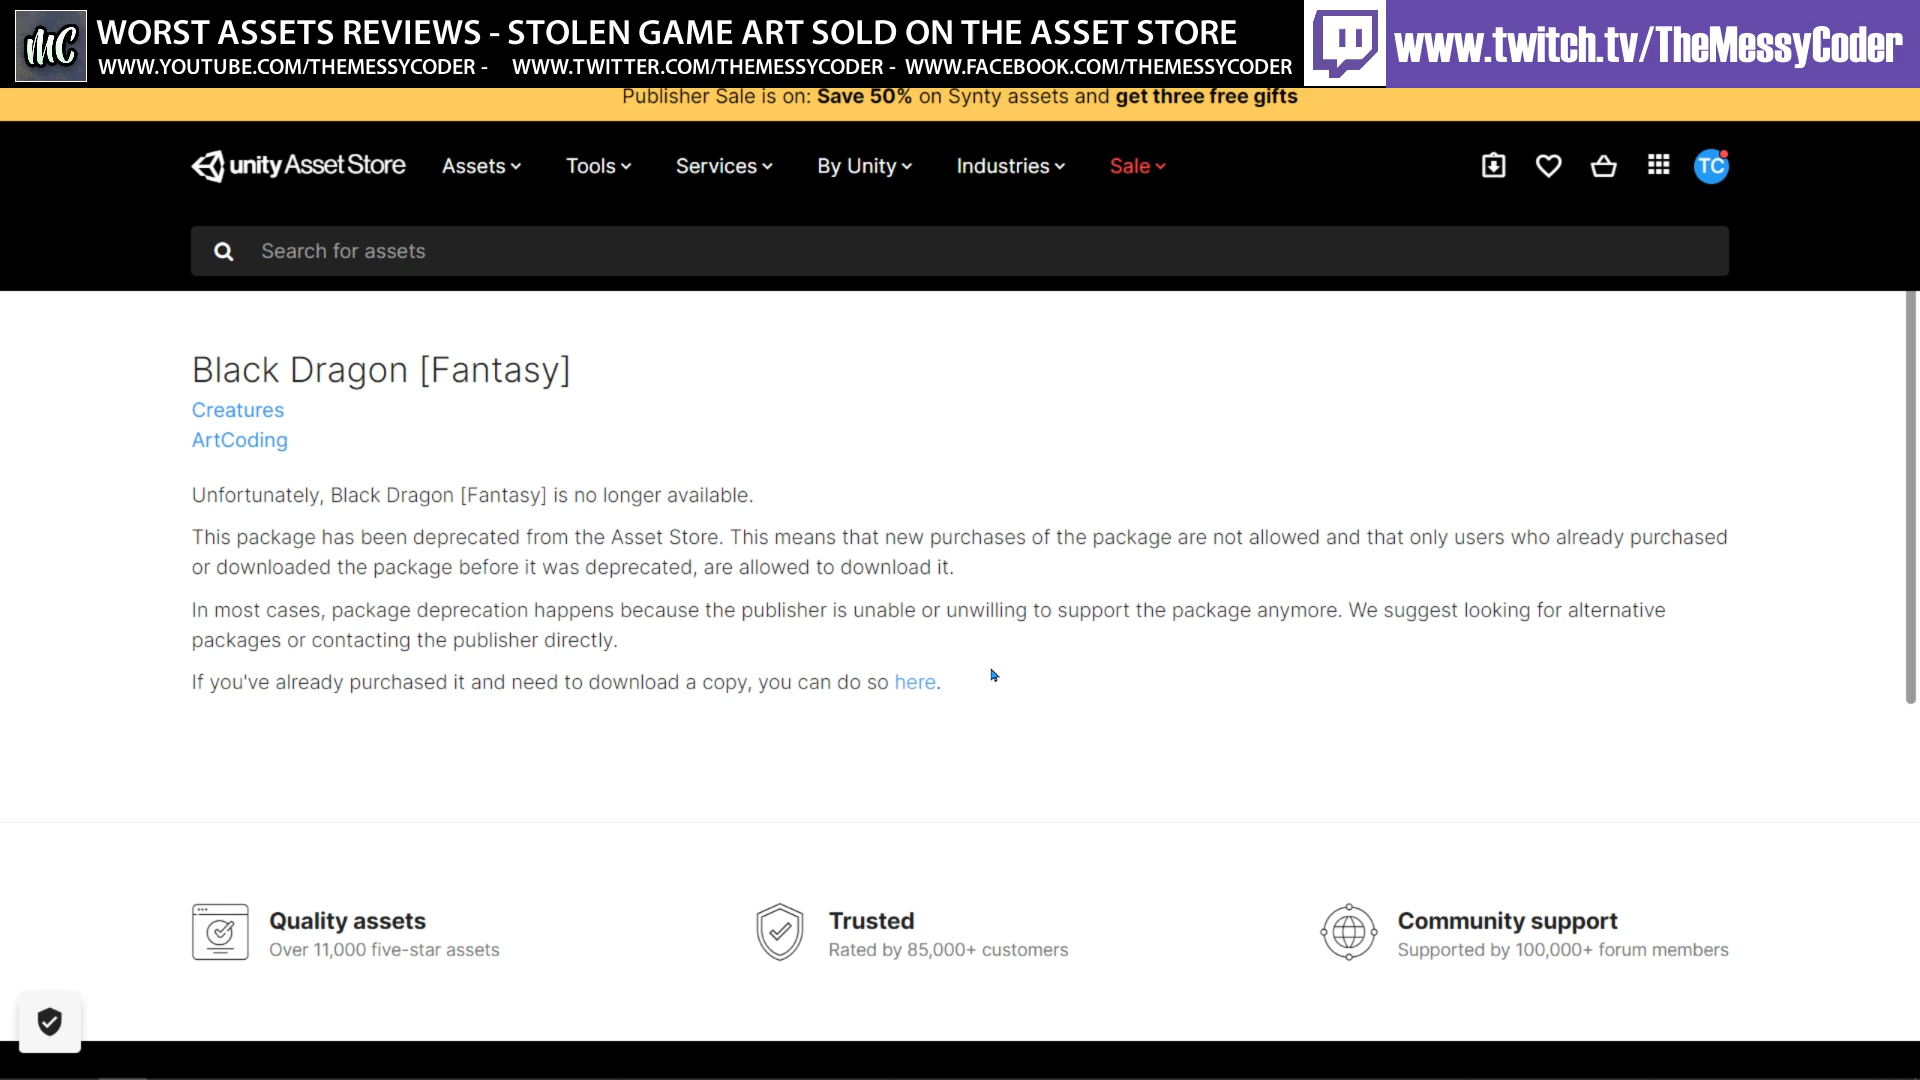 MC
WORST ASSETS REVIEWS - STOLEN GAME ART SOLD ON THE ASSET STORE
WWW.YOUTUBE.COM/THEMESSYCODER - WWW.TWITTER.COM/THEMESSYCODER - WWW.FACEBOOK.COM/THEMESSYCODER
www.twitch.tv/TheMessyCoder
Publisher Sale is on: Save 50% on Synty assets and get three free gifts
unity Asset Store Assets Tools Services By Unity Industries Sale TC
Search for assets
Black Dragon [Fantasy]
Creatures
ArtCoding
Unfortunately, Black Dragon [Fantasy] is no longer available.
This package has been deprecated from the Asset Store. This means that new purchases of the package are not allowed and that only users who already purchased
or downloaded the package before it was deprecated, are allowed to download it.
In most cases, package deprecation happens because the publisher is unable or unwilling to support the package anymore. We suggest looking for alternative
packages or contacting the publisher directly.
If you've already purchased it and need to download a copy, you can do so here.
Quality assets
Over 11,000 five-star assets
Trusted
Rated by 85,000+ customers
Community support
Supported by 100,000+ forum members